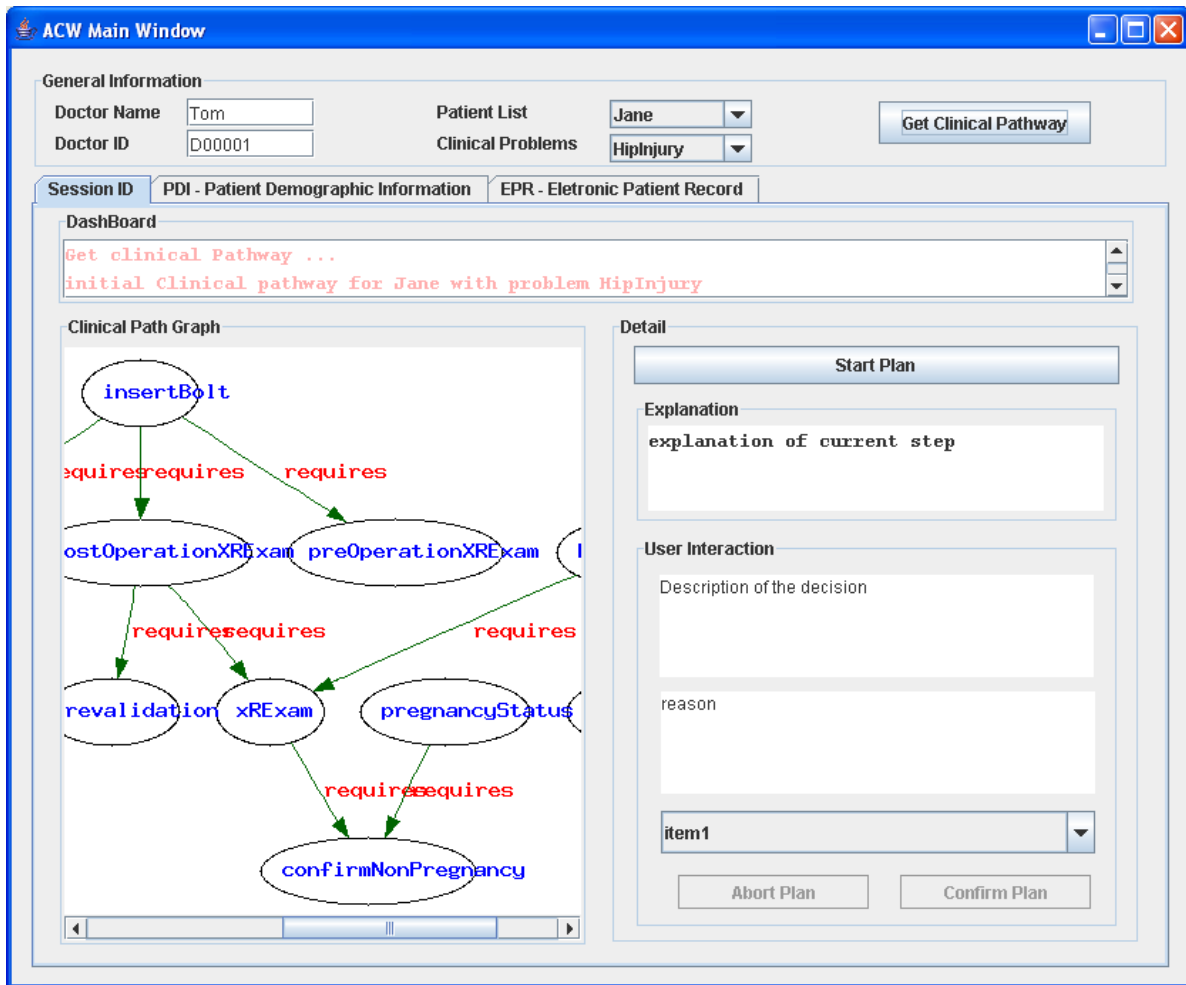 ACW Main Window
General Information
Doctor Name Tom Patient List Jane Get Clinical Pathway
Doctor ID D00001 Clinical Problems HipInjury
Session ID PDI - Patient Demographic Information EPR - Eletronic Patient Record
DashBoard
Get clinical Pathway ...
initial Clinical pathway for Jane with problem HipInjury
Clinical Path Graph
insertBolt
equires requires requires
ostOperationXRExam preOperationXRExam
requires requires requires
revalidation xRExam pregnancyStatus
requires requires
confirmNonPregnancy
Detail
Start Plan
Explanation
explanation of current step
User Interaction
Description of the decision
reason
item1
Abort Plan Confirm Plan